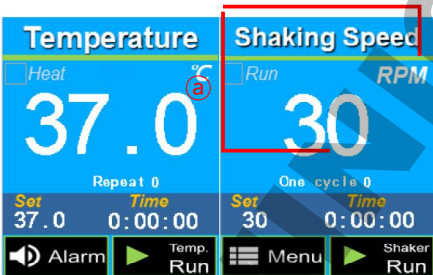 Temperature
Heat °C
ⓐ
37.0
Repeat 0
Set Time
37.0 0:00:00
Alarm Temp. Run
Shaking Speed
Run RPM
30
One cycle 0
Set Time
30 0:00:00
Menu Shaker Run